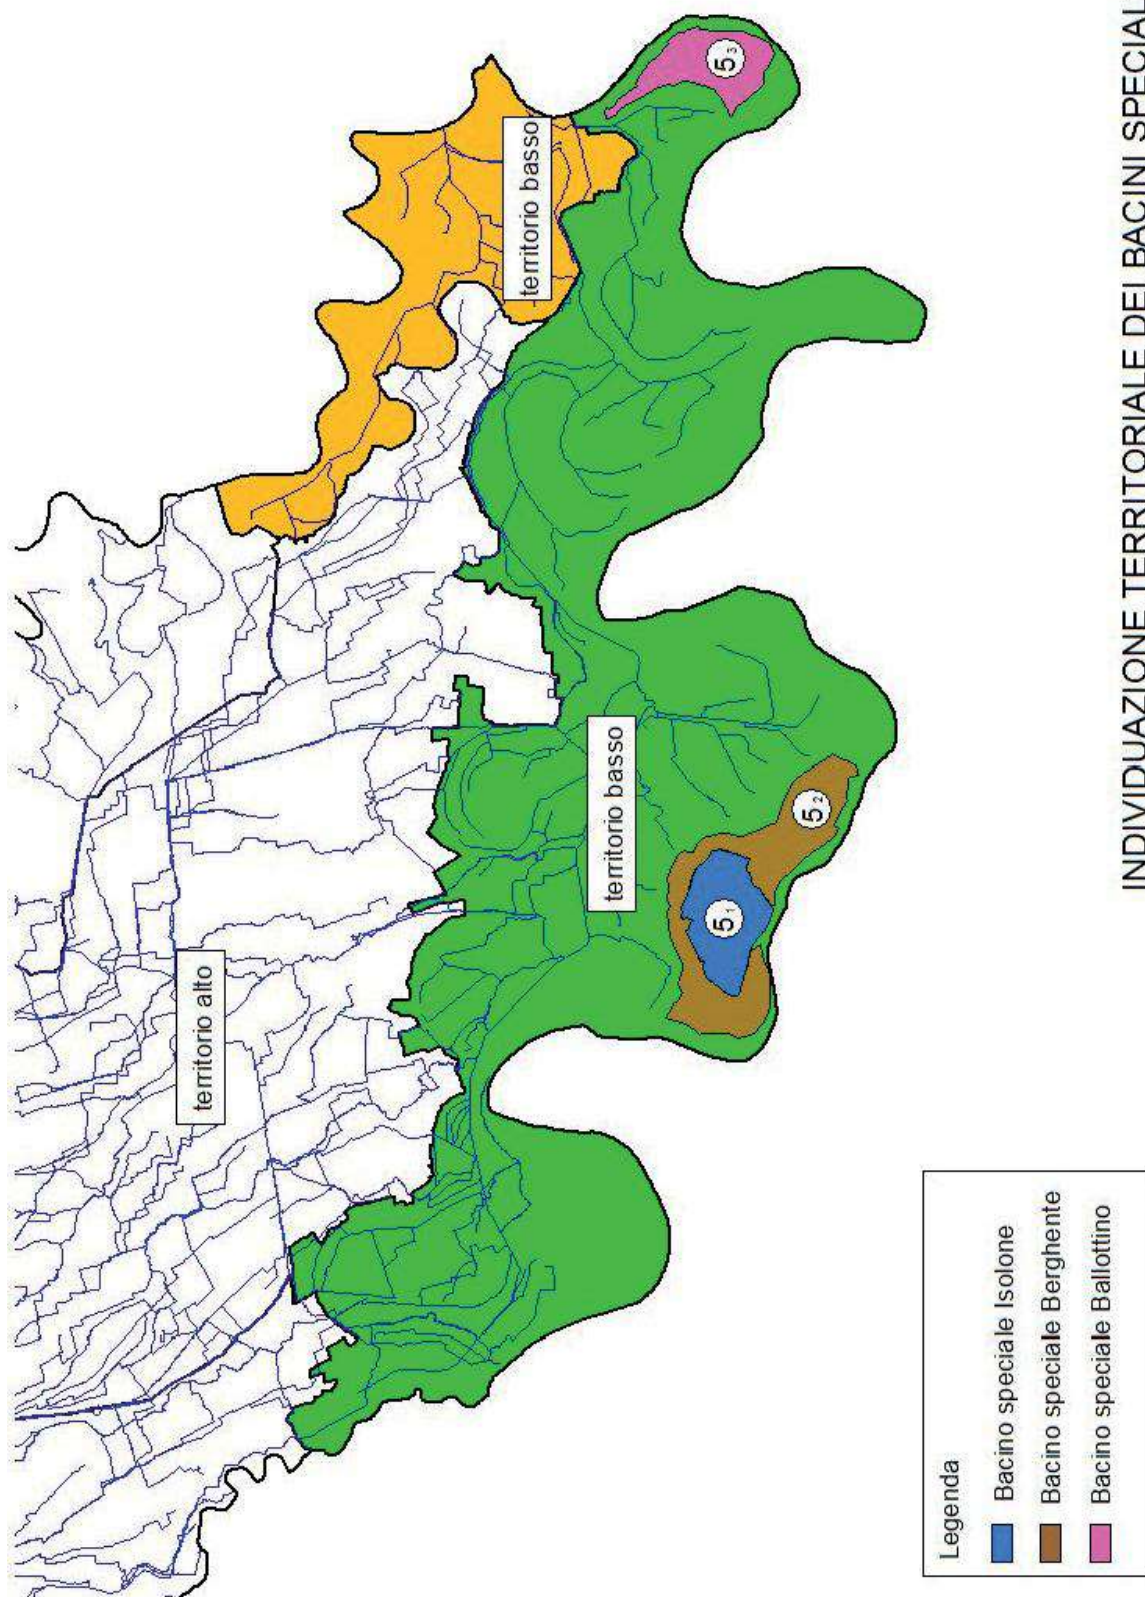 territorio alto
territorio basso
territorio basso
5₁
5₂
5₃
Legenda
Bacino speciale Isolone
Bacino speciale Berghente
Bacino speciale Ballottino
INDIVIDUAZIONE TERRITORIALE DEI BACINI SPECIAL